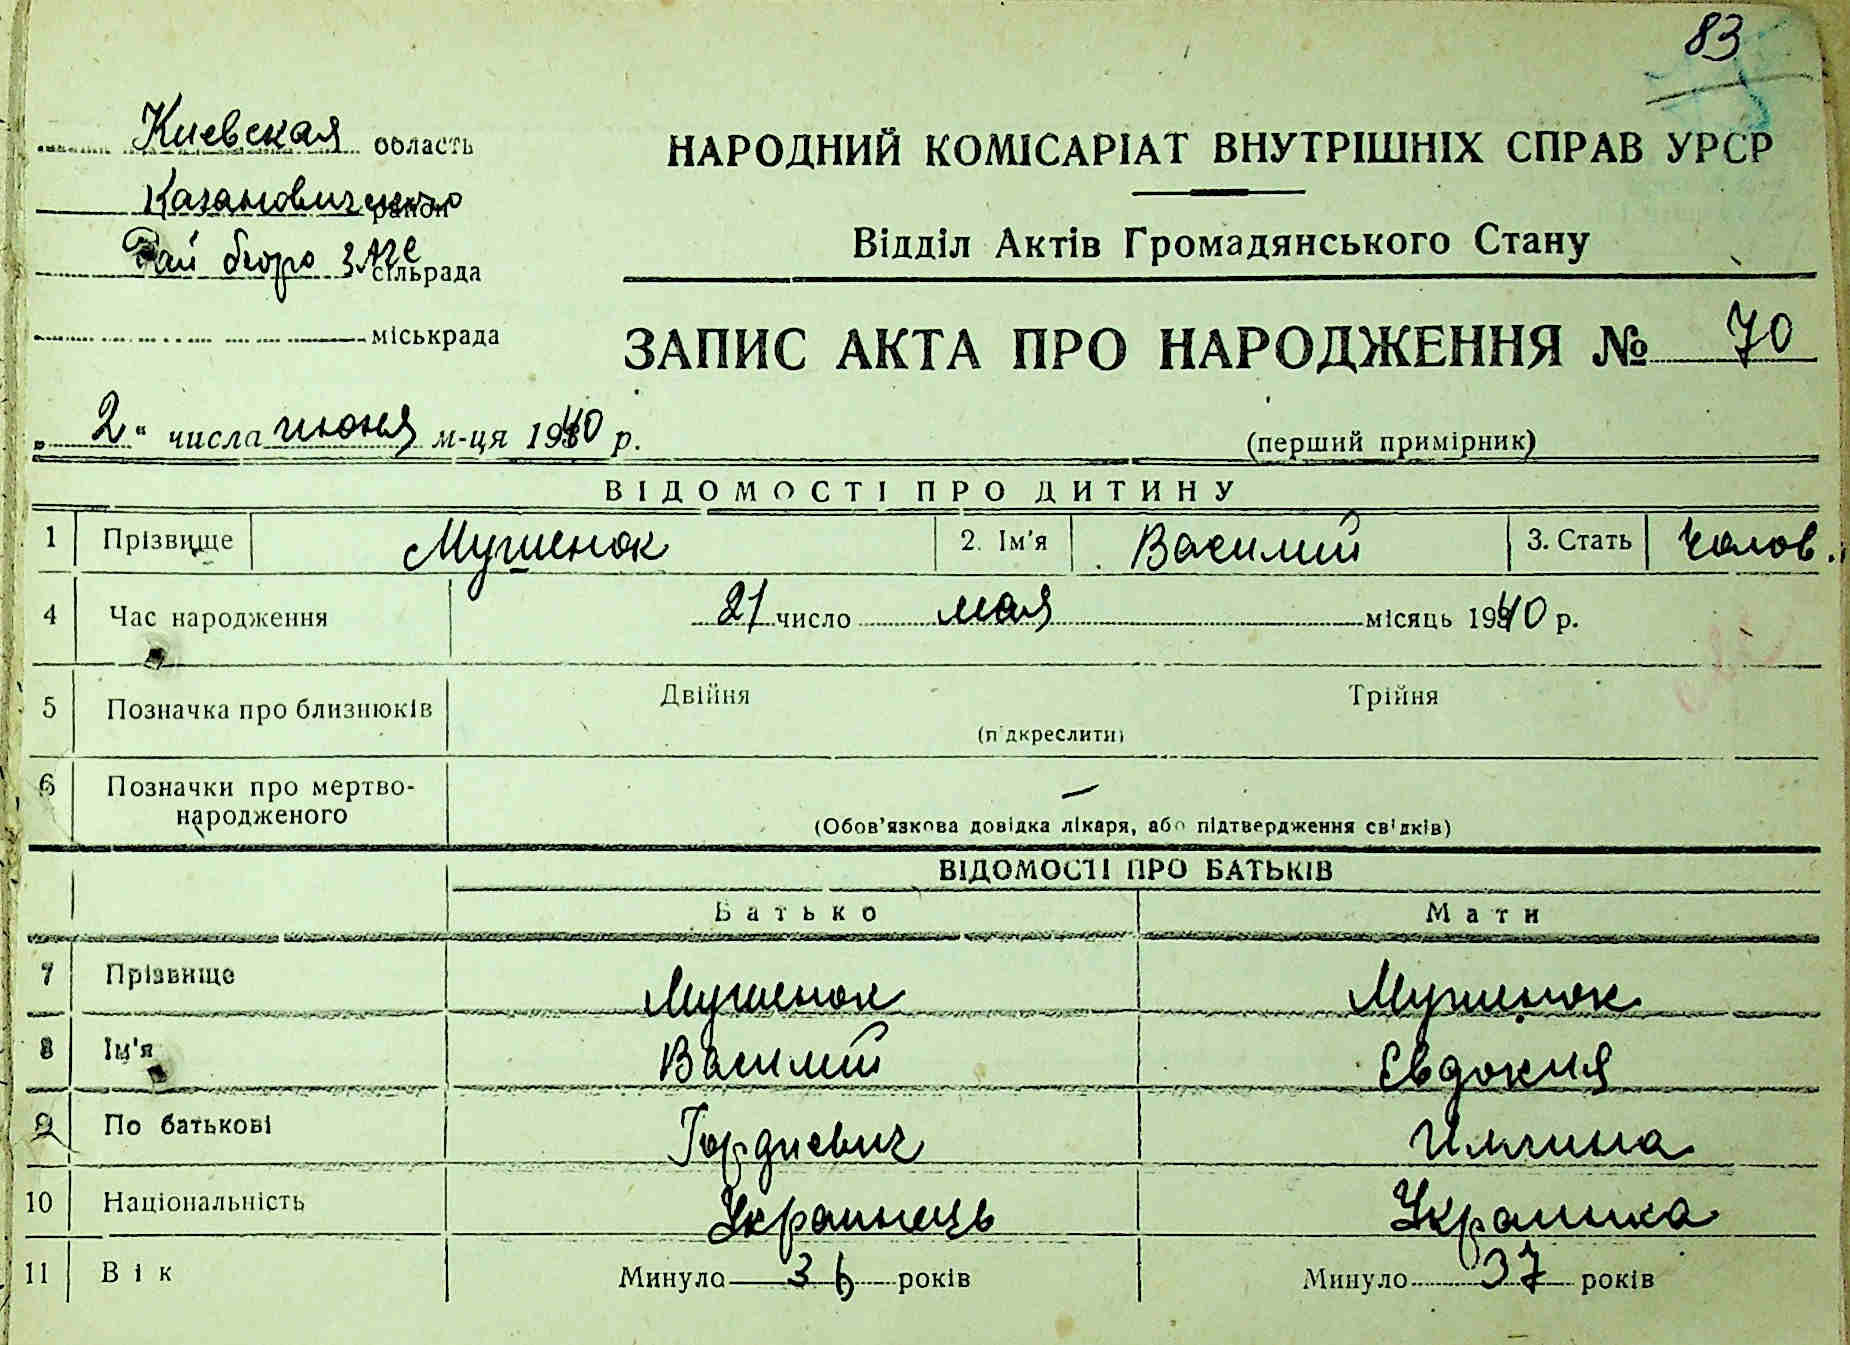 83
Киевская область
НАРОДНИЙ КОМІСАРІАТ ВНУТРІШНІХ СПРАВ УРСР
район
Рай бюро ЗАГС сільрада
Відділ Актів Громадянського Стану
міськрада
ЗАПИС АКТА ПРО НАРОДЖЕННЯ № 70
„2“ числа июня м-ця 1940 р.
(перший примірник)
ВІДОМОСТІ ПРО ДИТИНУ
1 Прізвище Мушенок 2. Ім'я Василий 3. Стать Чолов.
4 Час народження 21 число мая місяць 1940 р.
5 Позначка про близнюків Двійня Трійня
(підкреслити)
6 Позначки про мертво-
народженого –
(Обов'язкова довідка лікаря, або підтвердження свідків)
ВІДОМОСТІ ПРО БАТЬКІВ
Батько Мати
7 Прізвище Мушенок Мушенок
8 Ім'я Василий Евдокия
9 По батькові Гордиевич
10 Національність Украинець Украинка
11 Вік Минуло 36 років Минуло 37 років